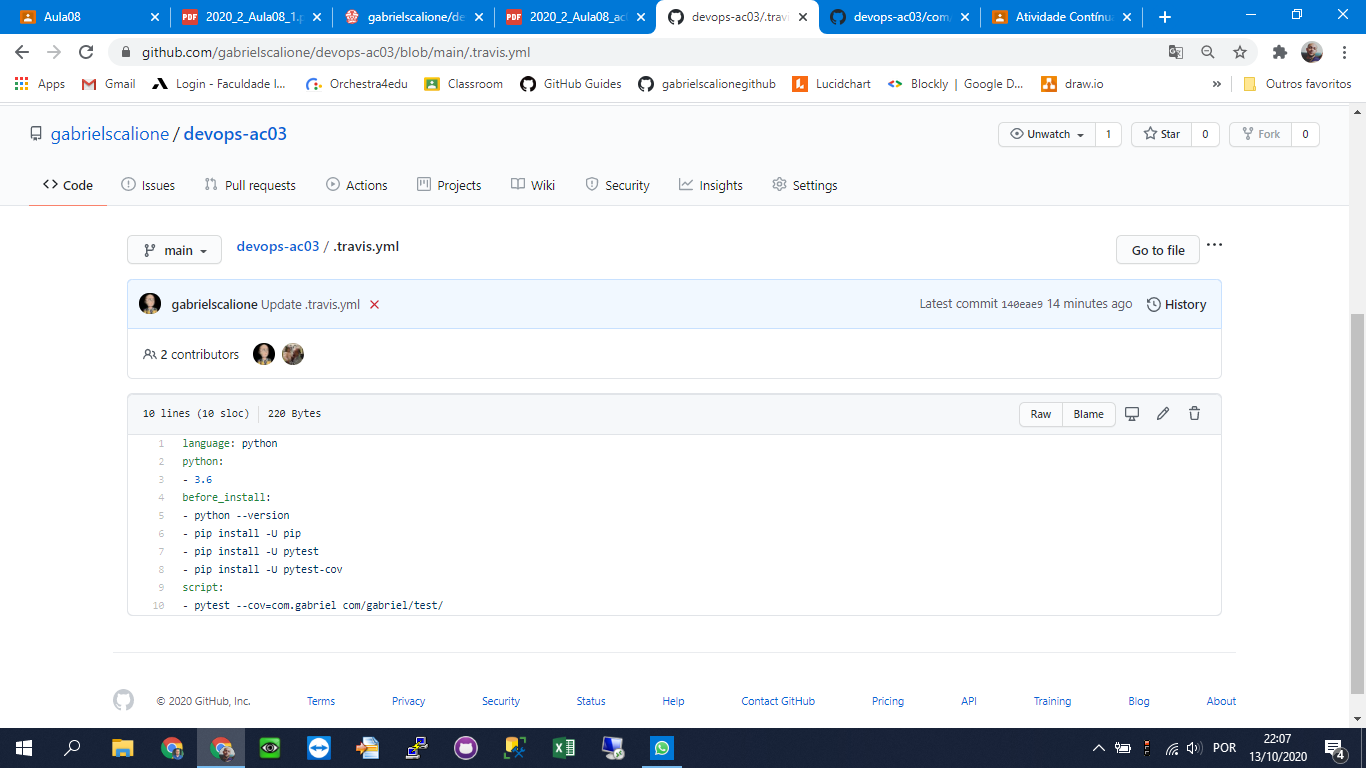 Aula08
2020_2_Aula08_1.p
gabrielscalione/de
2020_2_Aula08_ac
devops-ac03/.trav
devops-ac03/com
Atividade Contínu
github.com/gabrielscalione/devops-ac03/blob/main/.travis.yml
Apps
Gmail
Login - Faculdade I...
Orchestra4edu
Classroom
GitHub Guides
gabrielscalionegithub
Lucidchart
Blockly | Google D...
draw.io
»
Outros favoritos
gabrielscalione / devops-ac03
Unwatch 1
Star 0
Fork 0
Code
Issues
Pull requests
Actions
Projects
Wiki
Security
Insights
Settings
main
devops-ac03 / .travis.yml
Go to file
...
gabrielscalione Update .travis.yml
Latest commit 140eae9 14 minutes ago
History
2 contributors
10 lines (10 sloc)
220 Bytes
Raw
Blame
1 language: python
2 python:
3 - 3.6
4 before_install:
5 - python --version
6 - pip install -U pip
7 - pip install -U pytest
8 - pip install -U pytest-cov
9 script:
10 - pytest --cov=com.gabriel com/gabriel/test/
© 2020 GitHub, Inc.
Terms
Privacy
Security
Status
Help
Contact GitHub
Pricing
API
Training
Blog
About
POR
22:07
13/10/2020
4